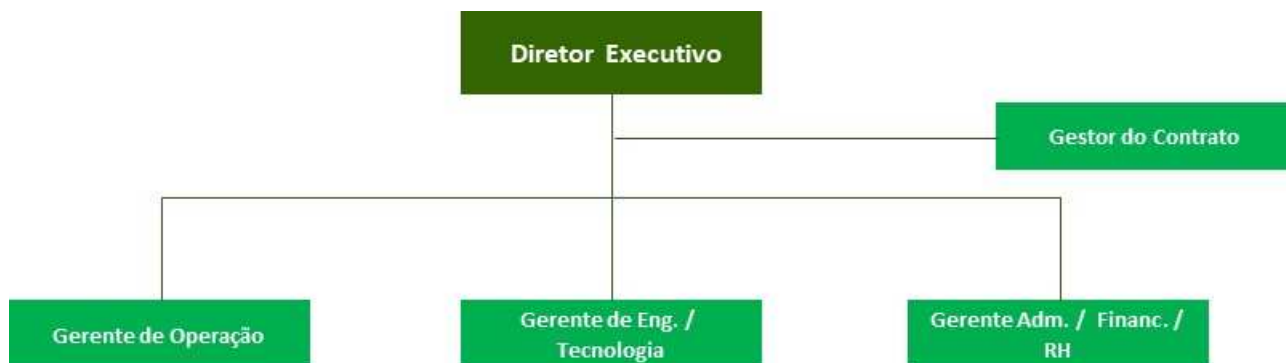 Diretor Executivo
Gestor do Contrato
Gerente de Operação
Gerente de Eng. /
Tecnologia
Gerente Adm. / Financ. /
RH